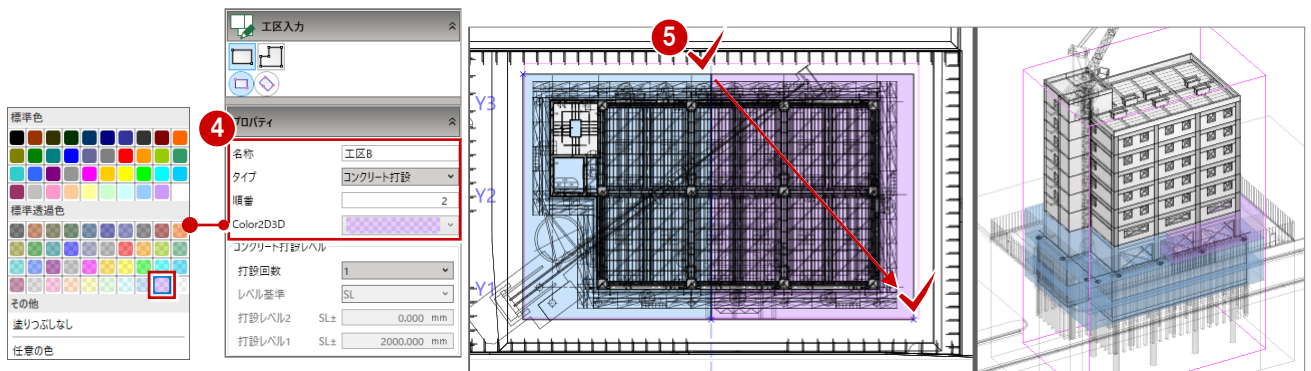 標準色
標準透過色
その他
塗りつぶしなし
任意の色
工区入力
4
プロパティ
名称 工区B
タイプ コンクリート打設
順番 2
Color2D3D
コンクリート打設レベル
打設回数 1
レベル基準 SL
打設レベル2 SL± 0.000 mm
打設レベル1 SL± 2000.000 mm
5
Y3
Y2
Y1